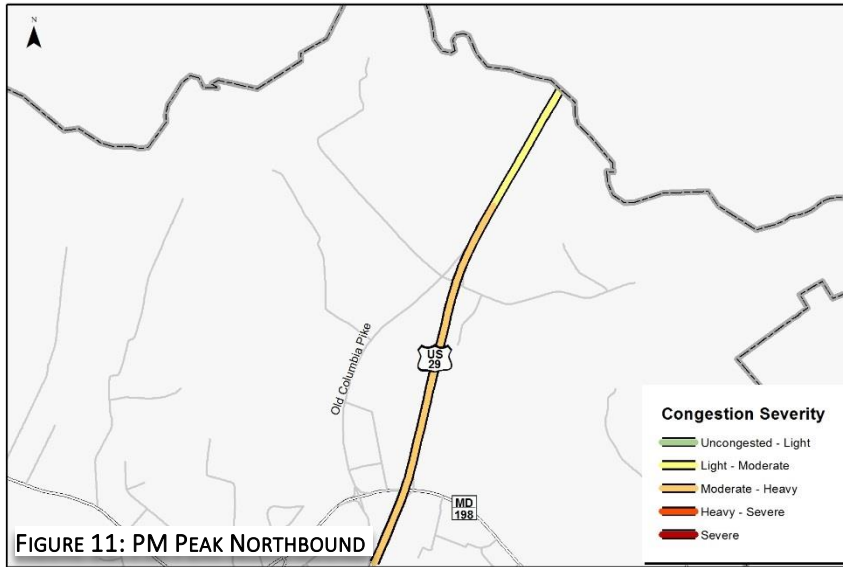 N
Old Columbia Pike
US
29
MD
198
Congestion Severity
Uncongested - Light
Light - Moderate
Moderate - Heavy
Heavy - Severe
Severe
FIGURE 11: PM PEAK NORTHBOUND